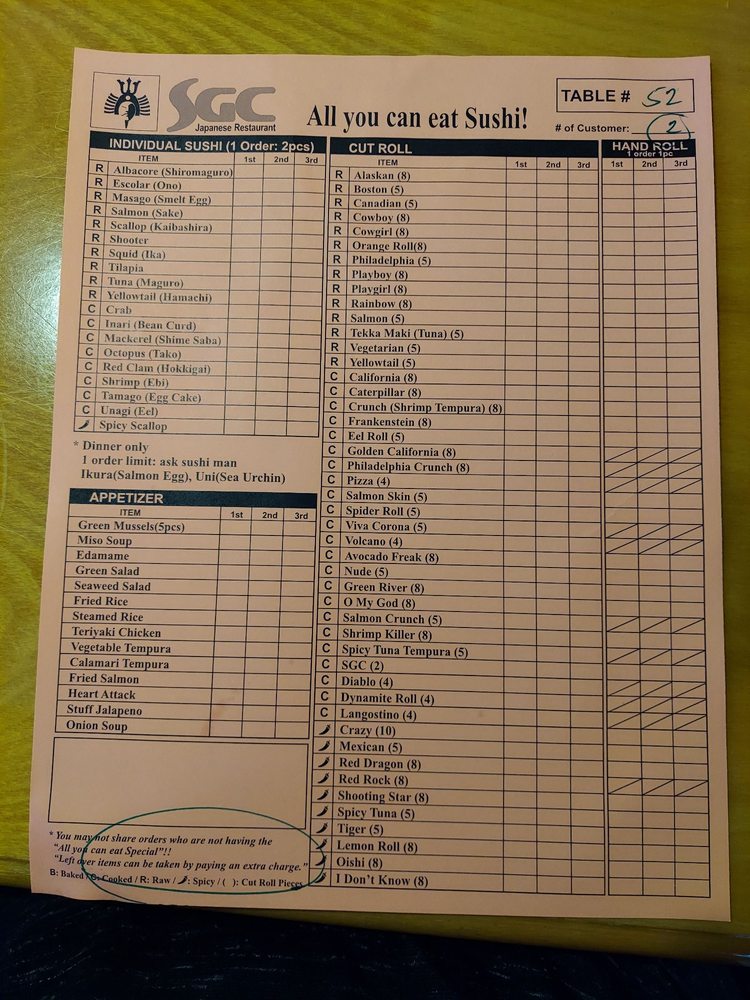 SGC
Japanese Restaurant
All you can eat Sushi!
TABLE # 52
# of Customer: 2
INDIVIDUAL SUSHI (1 Order: 2pcs)
ITEM 1st 2nd 3rd
R Albacore (Shiromaguro)
R Escolar (Ono)
R Masago (Smelt Egg)
R Salmon (Sake)
R Scallop (Kaibashira)
R Shooter
R Squid (Ika)
R Tilapia
R Tuna (Maguro)
R Yellowtail (Hamachi)
C Crab
C Inari (Bean Curd)
C Mackerel (Shime Saba)
C Octopus (Tako)
C Red Clam (Hokkigai)
C Shrimp (Ebi)
C Tamago (Egg Cake)
C Unagi (Eel)
Spicy Scallop
* Dinner only
1 order limit: ask sushi man
Ikura(Salmon Egg), Uni(Sea Urchin)
APPETIZER
ITEM 1st 2nd 3rd
Green Mussels(5pcs)
Miso Soup
Edamame
Green Salad
Seaweed Salad
Fried Rice
Steamed Rice
Teriyaki Chicken
Vegetable Tempura
Calamari Tempura
Fried Salmon
Heart Attack
Stuff Jalapeno
Onion Soup
* You may not share orders who are not having the
"All you can eat Special"!!
"Left over items can be taken by paying an extra charge."
B: Baked / C: Cooked / R: Raw / : Spicy / ( ): Cut Roll Pieces
CUT ROLL
ITEM 1st 2nd 3rd
R Alaskan (8)
R Boston (5)
R Canadian (5)
R Cowboy (8)
R Cowgirl (8)
R Orange Roll(8)
R Philadelphia (5)
R Playboy (8)
R Playgirl (8)
R Rainbow (8)
R Salmon (5)
R Tekka Maki (Tuna) (5)
R Vegetarian (5)
R Yellowtail (5)
C California (8)
C Caterpillar (8)
C Crunch (Shrimp Tempura) (8)
C Frankenstein (8)
C Eel Roll (5)
C Golden California (8)
C Philadelphia Crunch (8)
C Pizza (4)
C Salmon Skin (5)
C Spider Roll (5)
C Viva Corona (5)
C Volcano (4)
C Avocado Freak (8)
C Nude (5)
C Green River (8)
C O My God (8)
C Salmon Crunch (5)
C Shrimp Killer (8)
C Spicy Tuna Tempura (5)
C SGC (2)
C Diablo (4)
C Dynamite Roll (4)
C Langostino (4)
Crazy (10)
Mexican (5)
Red Dragon (8)
Red Rock (8)
Shooting Star (8)
Spicy Tuna (5)
Tiger (5)
Lemon Roll (8)
Oishi (8)
I Don't Know (8)
HAND ROLL
1 order 1pc
1st 2nd 3rd